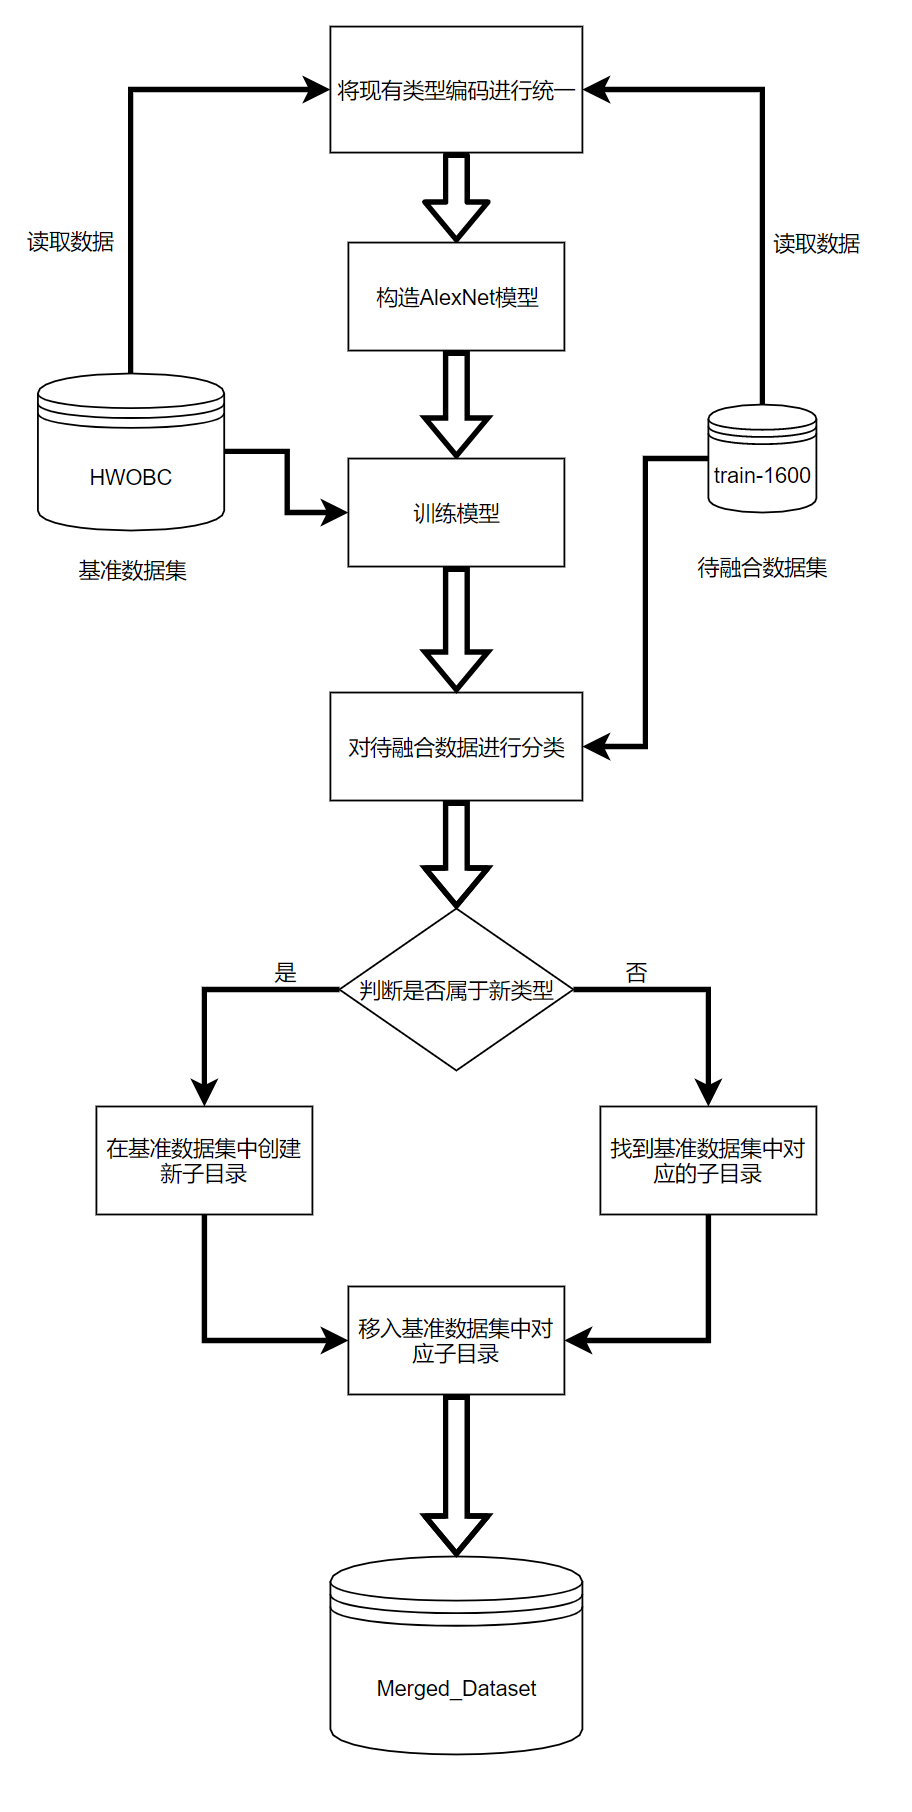 将现有类型编码进行统一
读取数据
读取数据
构造AlexNet模型
HWOBC
train-1600
训练模型
基准数据集
待融合数据集
对待融合数据进行分类
是
否
判断是否属于新类型
在基准数据集中创建
新子目录
找到基准数据集中对
应的子目录
移入基准数据集中对
应子目录
Merged_Dataset